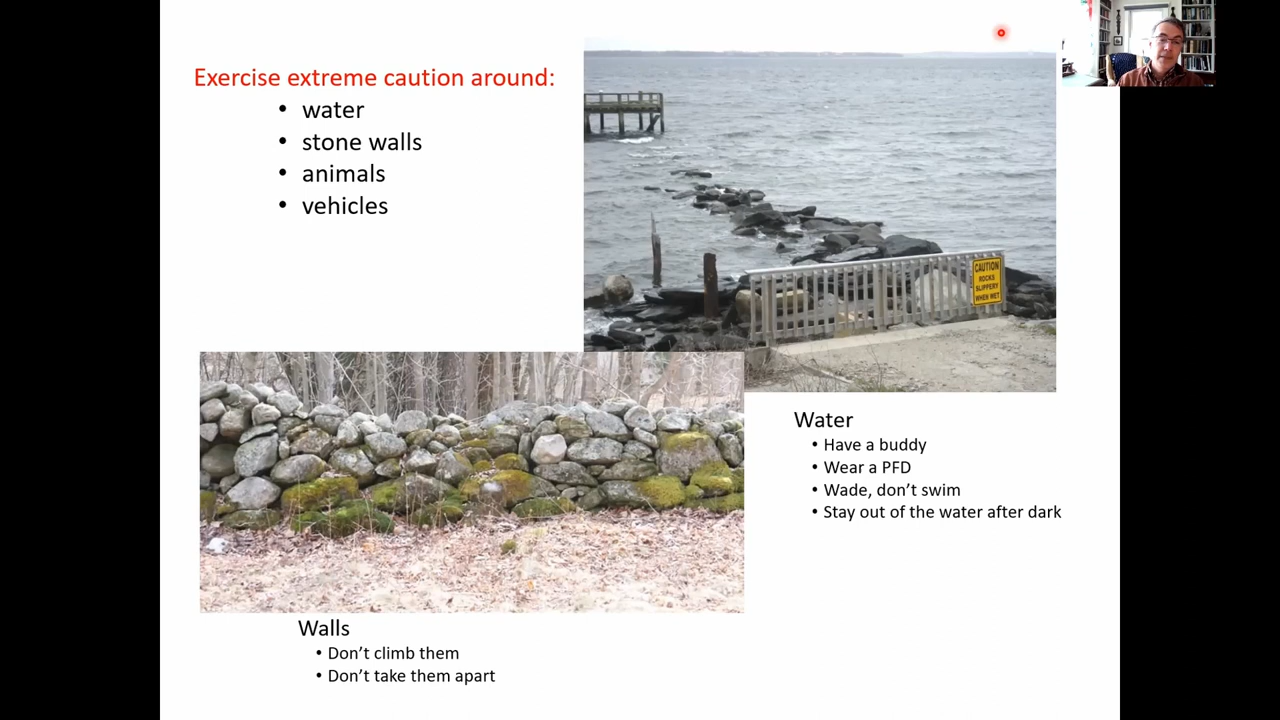 Exercise extreme caution around:
• water
• stone walls
• animals
• vehicles
CAUTION
ROCKS
SLIPPERY
WHEN WET
Water
• Have a buddy
• Wear a PFD
• Wade, don’t swim
• Stay out of the water after dark
Walls
• Don’t climb them
• Don’t take them apart